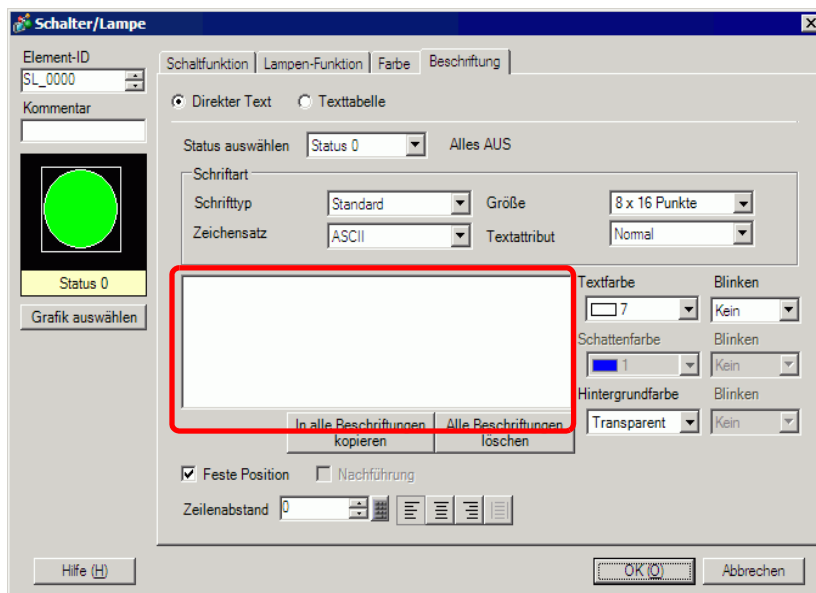 Schalter/Lampe
Element-ID
SL_0000
Kommentar
Status 0
Grafik auswählen
Schaltfunktion Lampen-Funktion Farbe Beschriftung
Direkter Text Texttabelle
Status auswählen Status 0 Alles AUS
Schriftart
Schrifttyp Standard Größe 8 x 16 Punkte
Zeichensatz ASCII Textattribut Normal
Textfarbe Blinken
7 Kein
Schattenfarbe Blinken
1 Kein
Hintergrundfarbe Blinken
Transparent Kein
In alle Beschriftungen kopieren
Alle Beschriftungen löschen
Feste Position Nachführung
Zeilenabstand 0
Hilfe (H) OK (O) Abbrechen